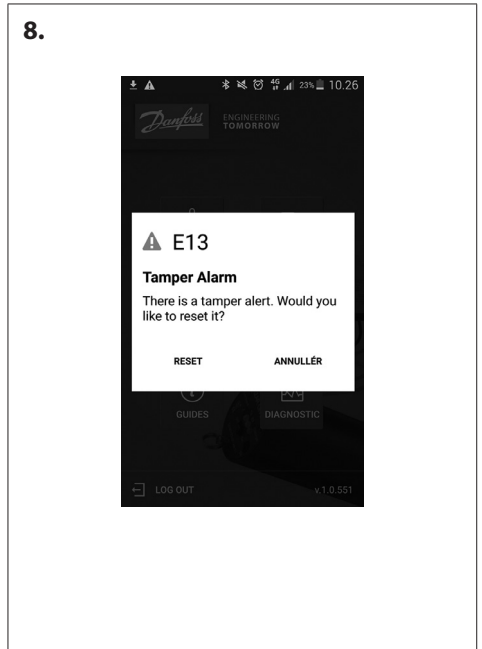 8.
4G 23% 10.26
Danfoss ENGINEERING
TOMORROW
E13
Tamper Alarm
There is a tamper alert. Would you
like to reset it?
RESET ANNULLÉR
GUIDES DIAGNOSTIC
LOG OUT v.1.0.551